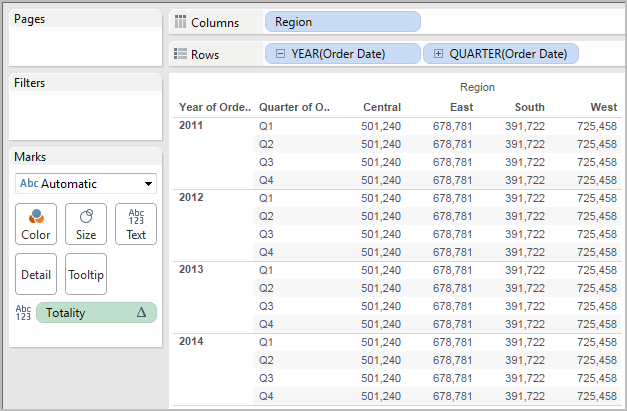 Pages
Columns Region
Rows YEAR(Order Date) QUARTER(Order Date)
Filters
Marks
Abc Automatic
Color Size Abc 123 Text
Detail Tooltip
Abc 123 Totality Δ
Region
Year of Orde.. Quarter of O.. Central East South West
2011 Q1 501,240 678,781 391,722 725,458
Q2 501,240 678,781 391,722 725,458
Q3 501,240 678,781 391,722 725,458
Q4 501,240 678,781 391,722 725,458
2012 Q1 501,240 678,781 391,722 725,458
Q2 501,240 678,781 391,722 725,458
Q3 501,240 678,781 391,722 725,458
Q4 501,240 678,781 391,722 725,458
2013 Q1 501,240 678,781 391,722 725,458
Q2 501,240 678,781 391,722 725,458
Q3 501,240 678,781 391,722 725,458
Q4 501,240 678,781 391,722 725,458
2014 Q1 501,240 678,781 391,722 725,458
Q2 501,240 678,781 391,722 725,458
Q3 501,240 678,781 391,722 725,458
Q4 501,240 678,781 391,722 725,458